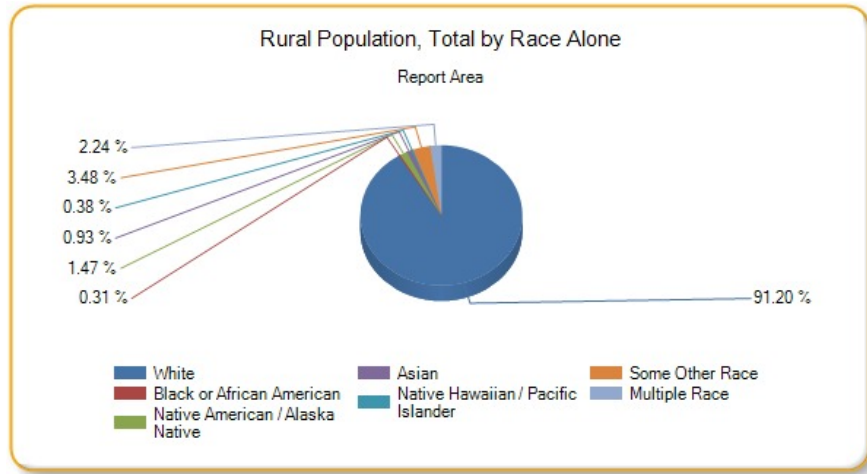 Rural Population, Total by Race Alone
Report Area
2.24 %
3.48 %
0.38 %
0.93 %
1.47 %
0.31 %
91.20 %
White
Black or African American
Native American / Alaska
Native
Asian
Native Hawaiian / Pacific
Islander
Some Other Race
Multiple Race